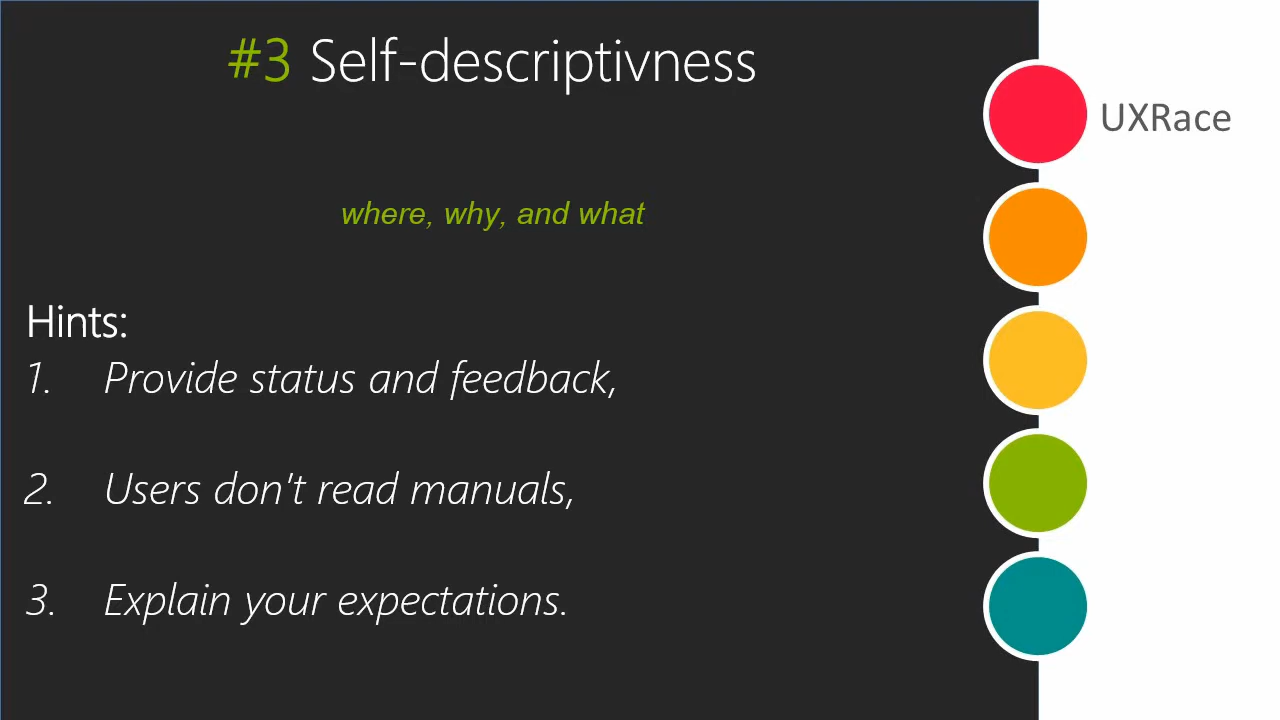 #3 Self-descriptivness
UXRace
where, why, and what
Hints:
1. Provide status and feedback,
2. Users don't read manuals,
3. Explain your expectations.